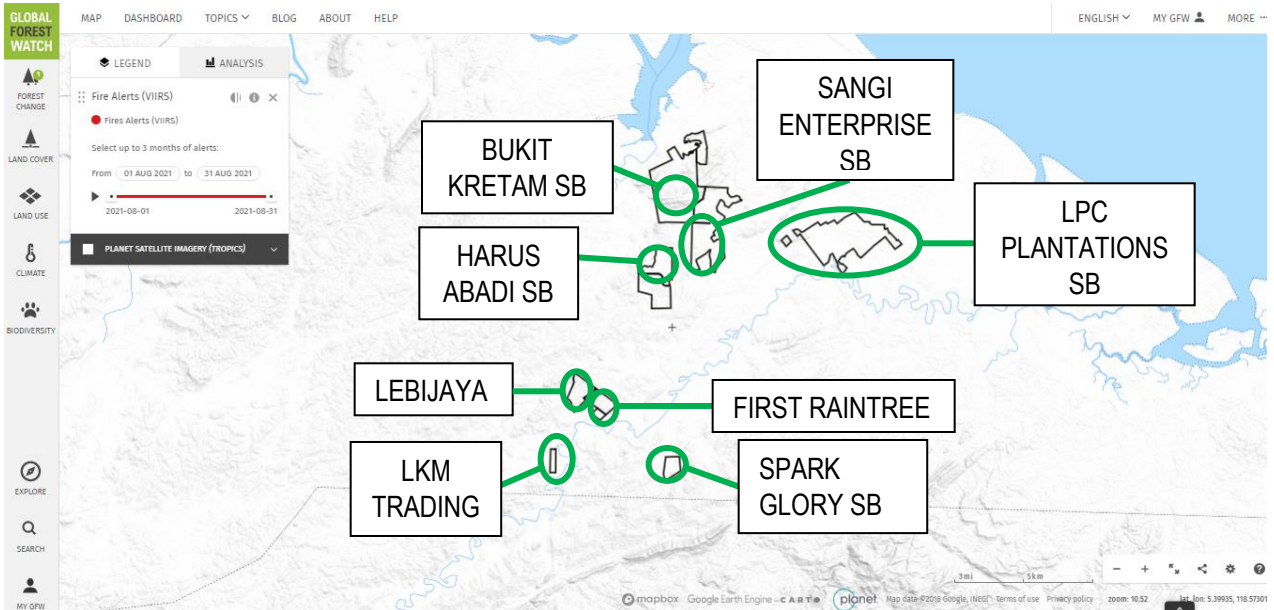 GLOBAL
FOREST
WATCH
MAP DASHBOARD TOPICS BLOG ABOUT HELP
ENGLISH MY GFW MORE
FOREST
CHANGE
LAND COVER
LAND USE
CLIMATE
BIODIVERSITY
EXPLORE
SEARCH
MY GFW
LEGEND ANALYSIS
Fire Alerts (VIIRS)
Fires Alerts (VIIRS)
Select up to 3 months of alerts:
From 01 AUG 2021 to 31 AUG 2021
2021-08-01 2021-08-31
PLANET SATELLITE IMAGERY (TROPICS)
BUKIT
KRETAM SB
SANGI
ENTERPRISE
SB
LPC
PLANTATIONS
SB
HARUS
ABADI SB
LEBIJAYA
FIRST RAINTREE
LKM
TRADING
SPARK
GLORY SB
3mi 5km
mapbox Google Earth Engine CARTO planet Map data ©2016 Google, INEGI Terms of use Privacy policy zoom: 10.52 lat, lon: 5.39935, 118.57301